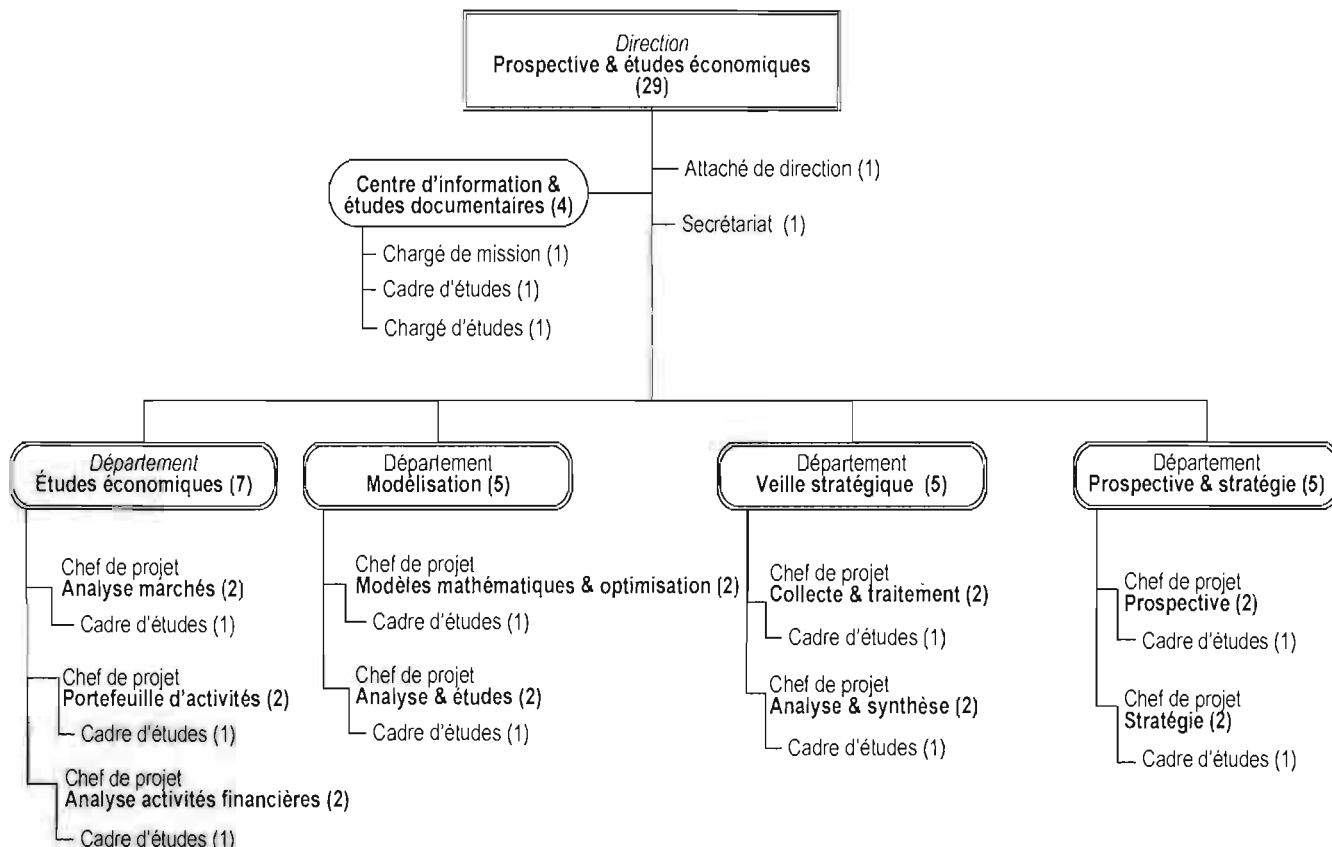 Direction
Prospective & études économiques
(29)
Attaché de direction (1)
Secrétariat (1)
Centre d'information &
études documentaires (4)
Chargé de mission (1)
Cadre d'études (1)
Chargé d'études (1)
Département
Études économiques (7)
Chef de projet
Analyse marchés (2)
Cadre d'études (1)
Chef de projet
Portefeuille d'activités (2)
Cadre d'études (1)
Chef de projet
Analyse activités financières (2)
Cadre d'études (1)
Département
Modélisation (5)
Chef de projet
Modèles mathématiques & optimisation (2)
Cadre d'études (1)
Chef de projet
Analyse & études (2)
Cadre d'études (1)
Département
Veille stratégique (5)
Chef de projet
Collecte & traitement (2)
Cadre d'études (1)
Chef de projet
Analyse & synthèse (2)
Cadre d'études (1)
Département
Prospective & stratégie (5)
Chef de projet
Prospective (2)
Cadre d'études (1)
Chef de projet
Stratégie (2)
Cadre d'études (1)